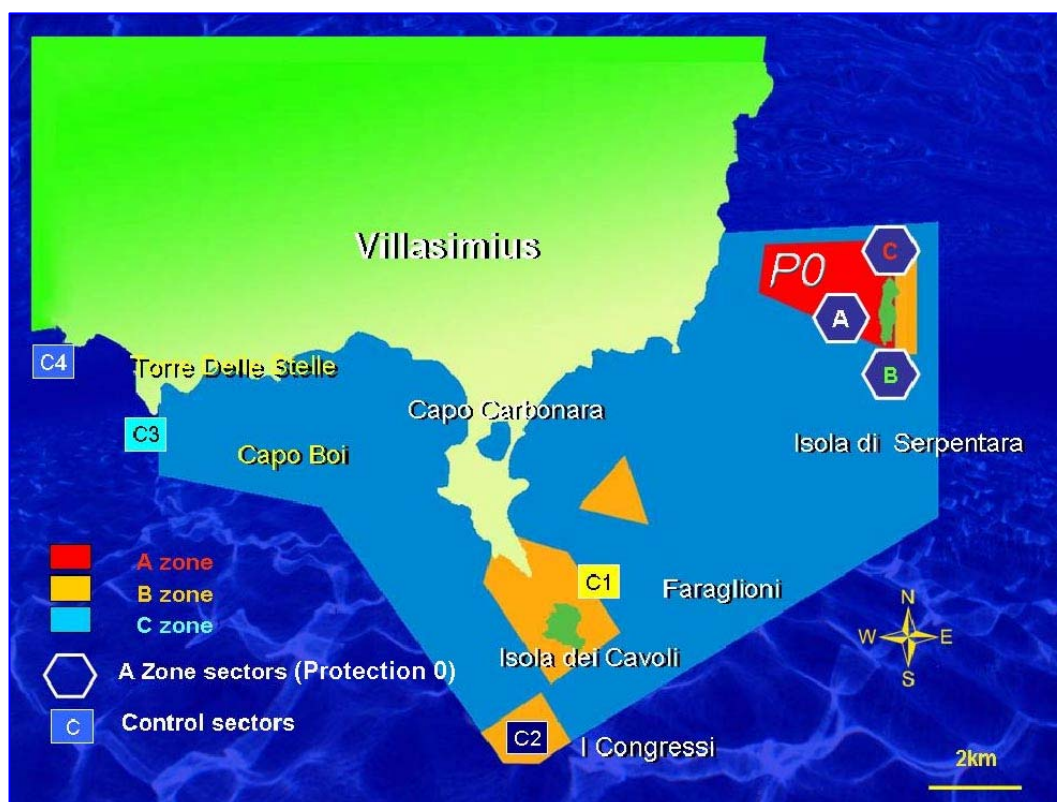 Villasimius
P0
C
A
B
C4
Torre Delle Stelle
C3
Capo Carbonara
Capo Boi
Isola di Serpentara
A zone
B zone
C zone
C1
Faraglioni
N
W
E
S
Isola dei Cavoli
A Zone sectors (Protection 0)
C
Control sectors
C2
I Congressi
2km